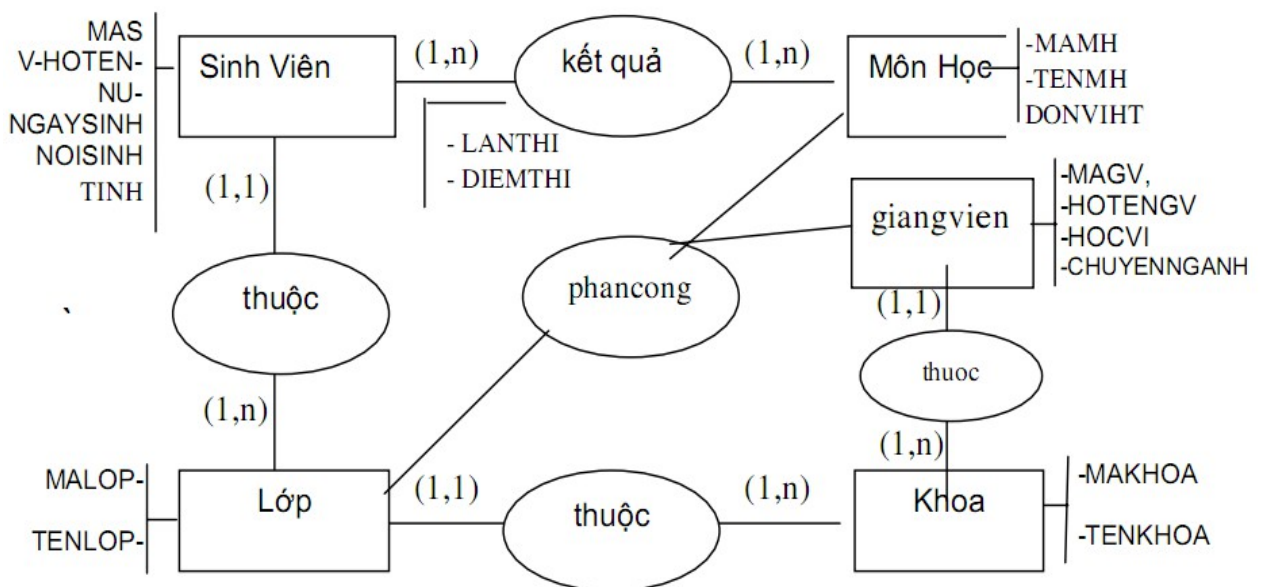 MAS
V-HOTEN-
NU-
NGAYSINH
NOISINH
TINH
Sinh Viên
(1,n)
kết quả
(1,n)
Môn Học
-MAMH
-TENMH
DONVIHT
- LANTHI
- DIEMTHI
(1,1)
giangvien
-MAGV,
-HOTENGV
-HOCVI
-CHUYENNGANH
thuộc
phancong
(1,1)
thuoc
(1,n)
(1,n)
MALOP-
TENLOP-
Lớp
(1,1)
thuộc
(1,n)
Khoa
-MAKHOA
-TENKHOA